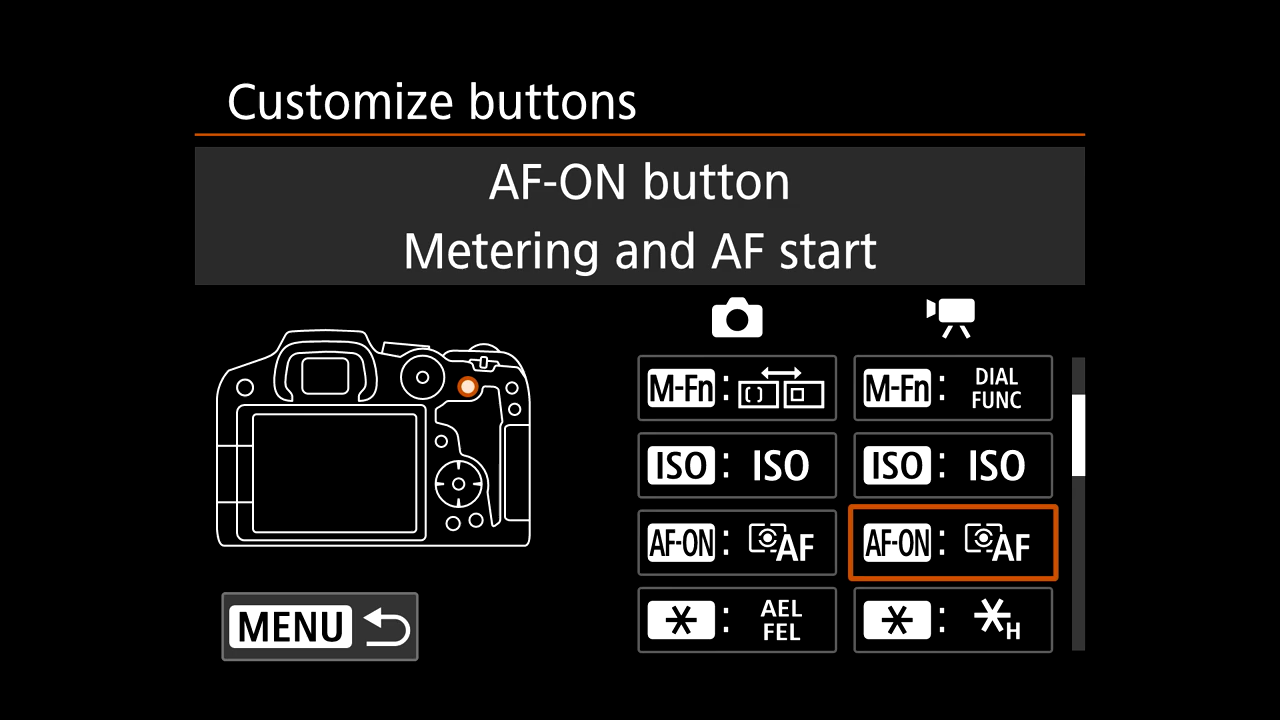 Customize buttons
AF-ON button
Metering and AF start
M-Fn :
M-Fn : DIAL FUNC
ISO : ISO
ISO : ISO
AF-ON : AF
AF-ON : AF
* : AEL FEL
* : *H
MENU